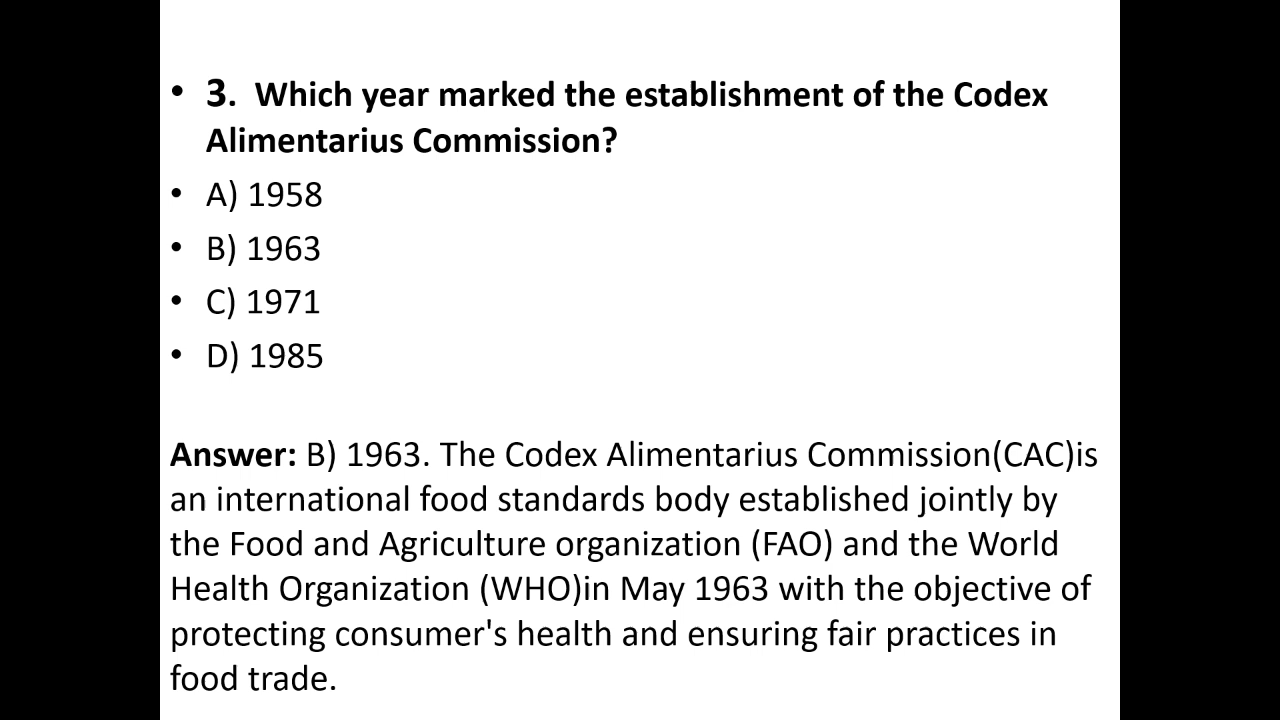 • 3. Which year marked the establishment of the Codex
Alimentarius Commission?
• A) 1958
• B) 1963
• C) 1971
• D) 1985
Answer: B) 1963. The Codex Alimentarius Commission(CAC)is
an international food standards body established jointly by
the Food and Agriculture organization (FAO) and the World
Health Organization (WHO)in May 1963 with the objective of
protecting consumer's health and ensuring fair practices in
food trade.